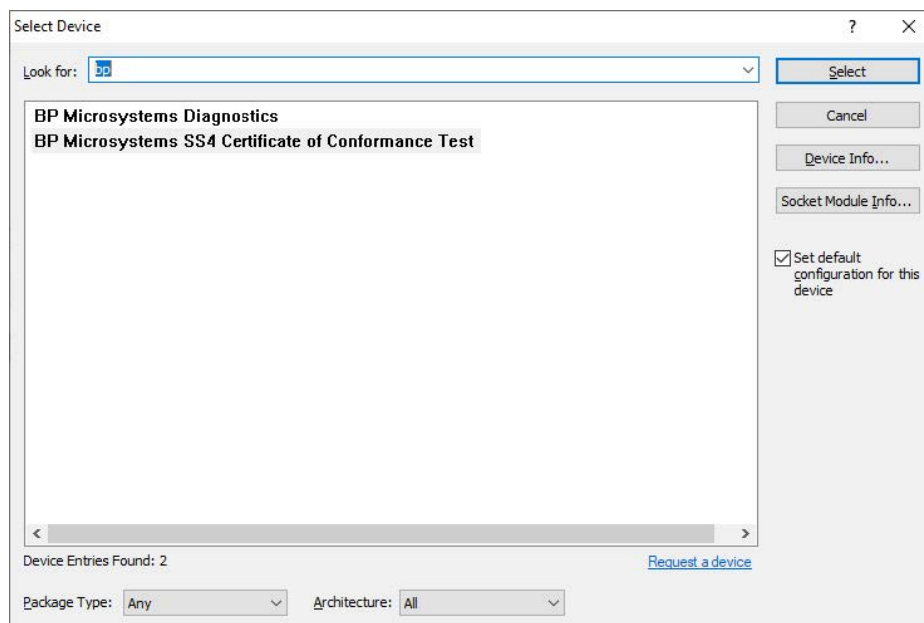 Select Device
Look for: bp
Select
BP Microsystems Diagnostics
BP Microsystems SS4 Certificate of Conformance Test
Cancel
Device Info...
Socket Module Info...
Set default
configuration for this
device
Device Entries Found: 2
Request a device
Package Type: Any
Architecture: All